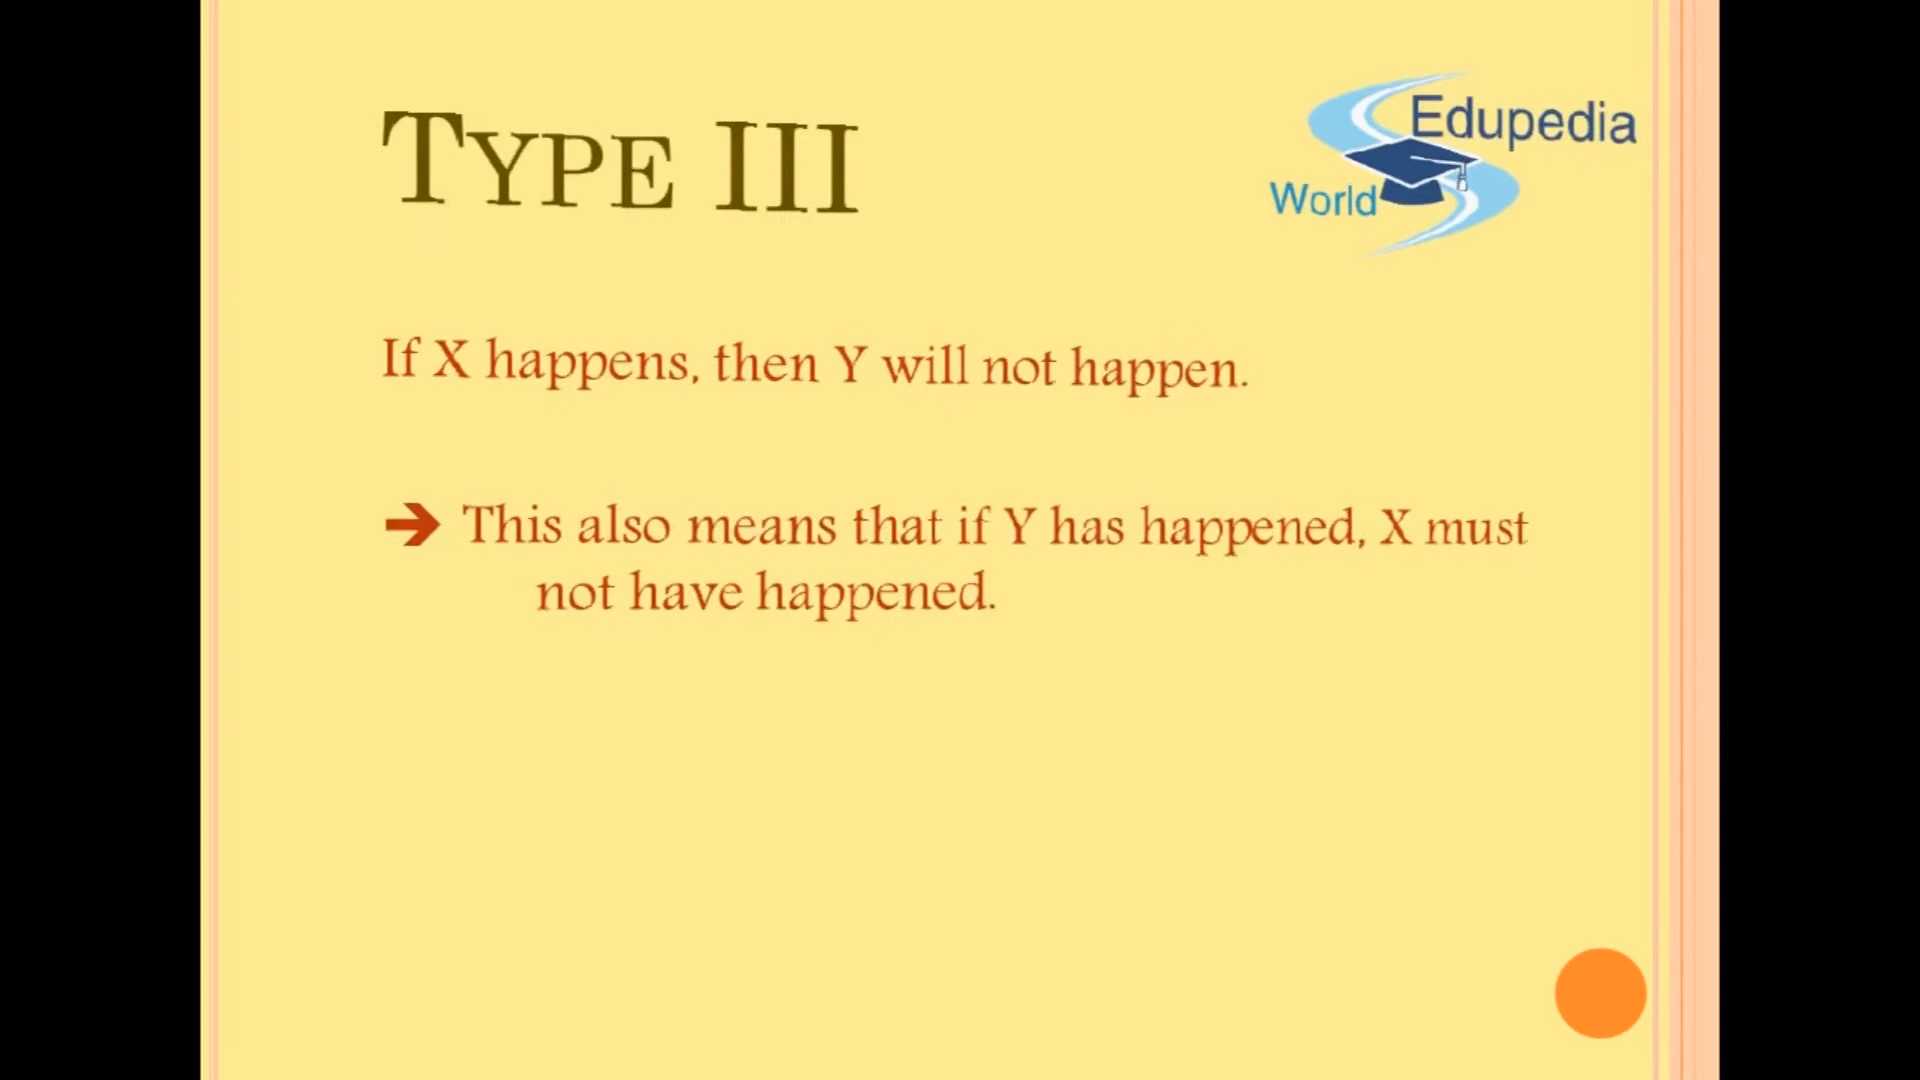 TYPE III
Edupedia
World
If X happens, then Y will not happen.
➔ This also means that if Y has happened, X must
not have happened.